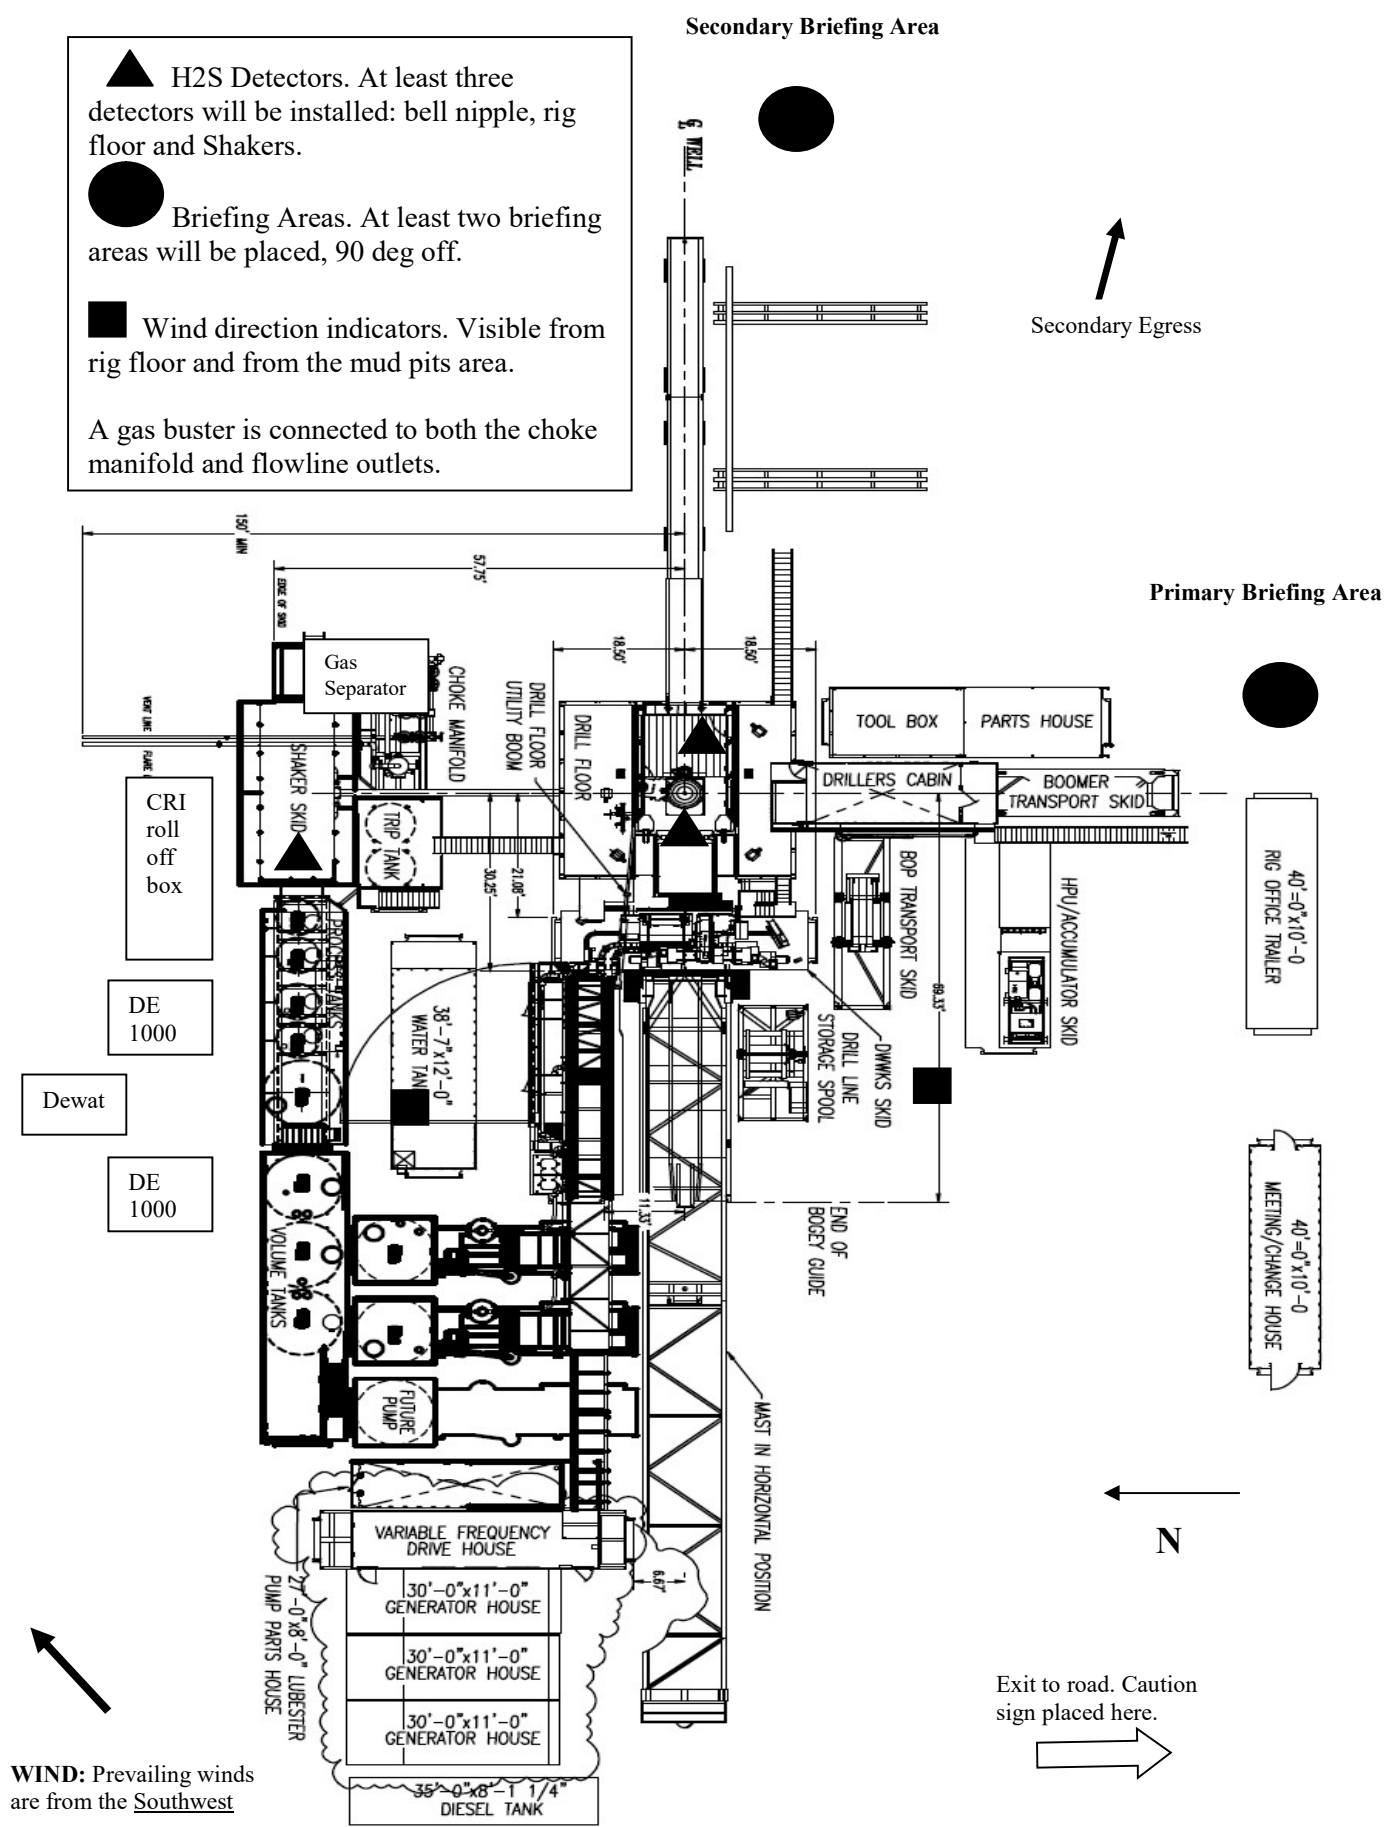 Secondary Briefing Area
H2S Detectors. At least three
detectors will be installed: bell nipple, rig
floor and Shakers.
Briefing Areas. At least two briefing
areas will be placed, 90 deg off.
Wind direction indicators. Visible from
rig floor and from the mud pits area.
A gas buster is connected to both the choke
manifold and flowline outlets.
℄ WELL
Secondary Egress
150' MIN
57.75'
EDGE OF SKID
Primary Briefing Area
18.50'
18.50'
Gas
Separator
CHOKE MANIFOLD
DRILL FLOOR
UTILITY BOOM
DRILL FLOOR
VENT LINE
FLARE
TOOL BOX
PARTS HOUSE
SHAKER SKID
DRILLERS CABIN
BOOMER
TRANSPORT SKID
CRI
roll
off
box
TRIP TANK
30.25'
21.08'
BOP TRANSPORT SKID
HPU/ACCUMULATOR SKID
40'=0"x10'-0
RIG OFFICE TRAILER
PROCESS TANKS
DE
1000
38'-7"x12'-0"
WATER TANK
69.33'
DWWKS SKID
DRILL LINE
STORAGE SPOOL
Dewat
DE
1000
VOLUME TANKS
11.33'
END OF
BOGEY GUIDE
40'=0"x10'-0
MEETING/CHANGE HOUSE
FUTURE
PUMP
MAST IN HORIZONTAL POSITION
N
VARIABLE FREQUENCY
DRIVE HOUSE
6.67'
27'-0"x8'-0" LUBESTER
PUMP PARTS HOUSE
30'-0"x11'-0"
GENERATOR HOUSE
30'-0"x11'-0"
GENERATOR HOUSE
30'-0"x11'-0"
GENERATOR HOUSE
Exit to road. Caution
sign placed here.
WIND: Prevailing winds
are from the Southwest
35'-0"x8'-1 1/4"
DIESEL TANK